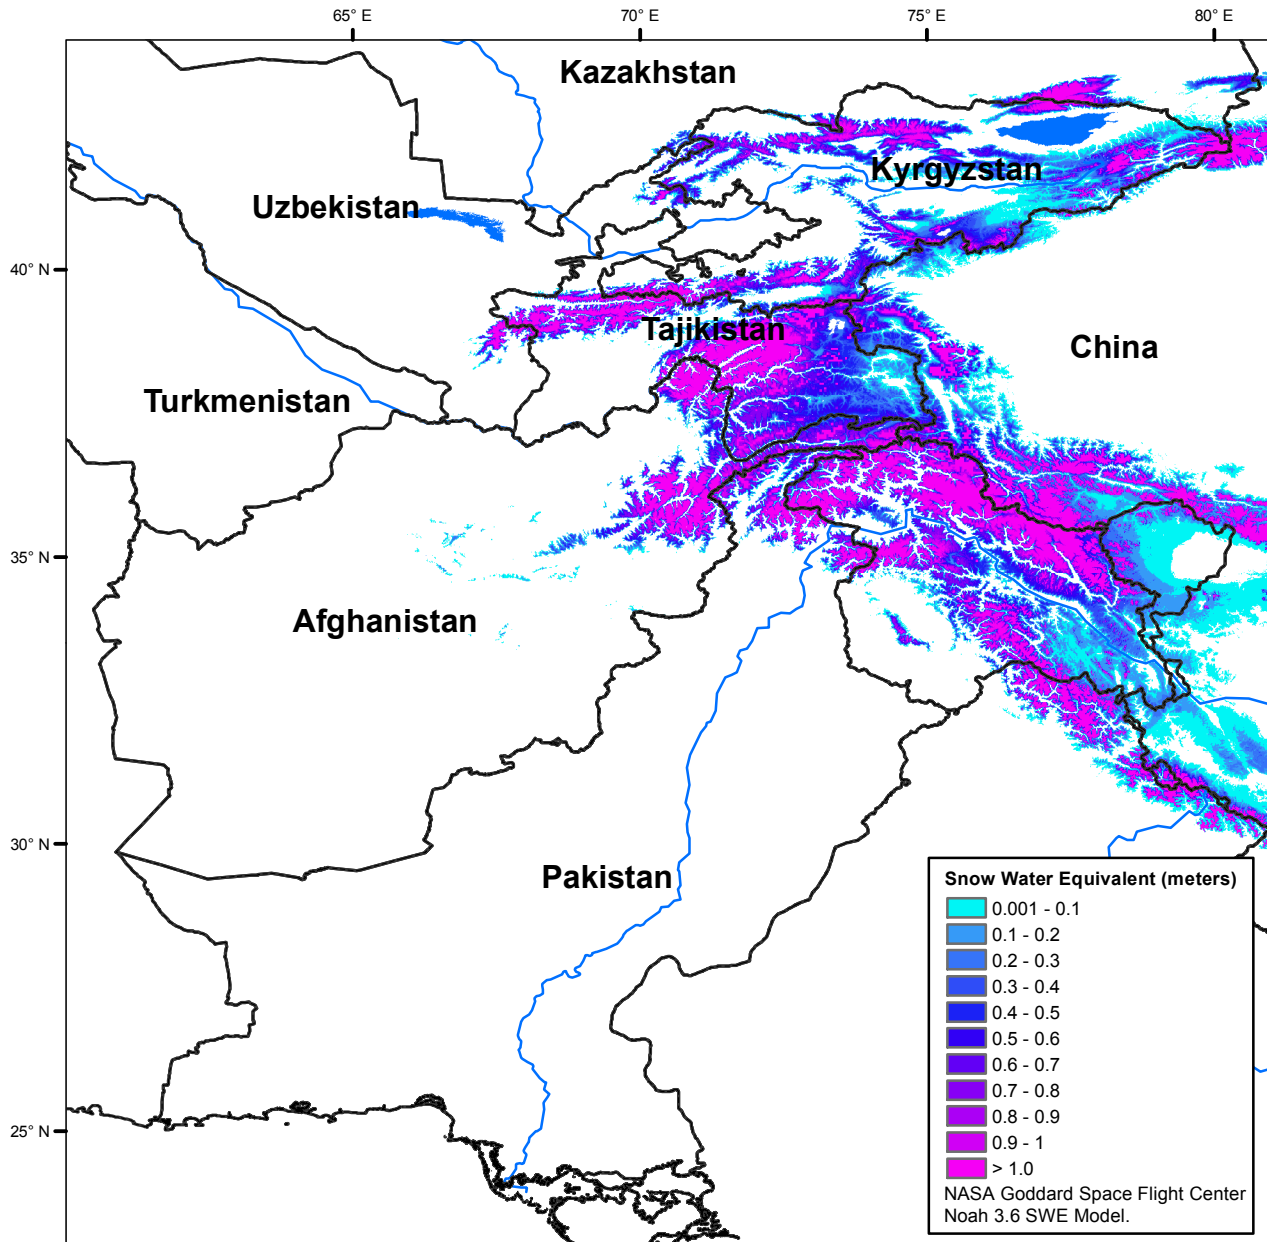 65° E 70° E 75° E 80° E
Kazakhstan
Kyrgyzstan
Uzbekistan
40° N
Tajikistan
China
Turkmenistan
35° N
Afghanistan
30° N
Pakistan
25° N
Snow Water Equivalent (meters)
0.001 - 0.1
0.1 - 0.2
0.2 - 0.3
0.3 - 0.4
0.4 - 0.5
0.5 - 0.6
0.6 - 0.7
0.7 - 0.8
0.8 - 0.9
0.9 - 1
> 1.0
NASA Goddard Space Flight Center
Noah 3.6 SWE Model.